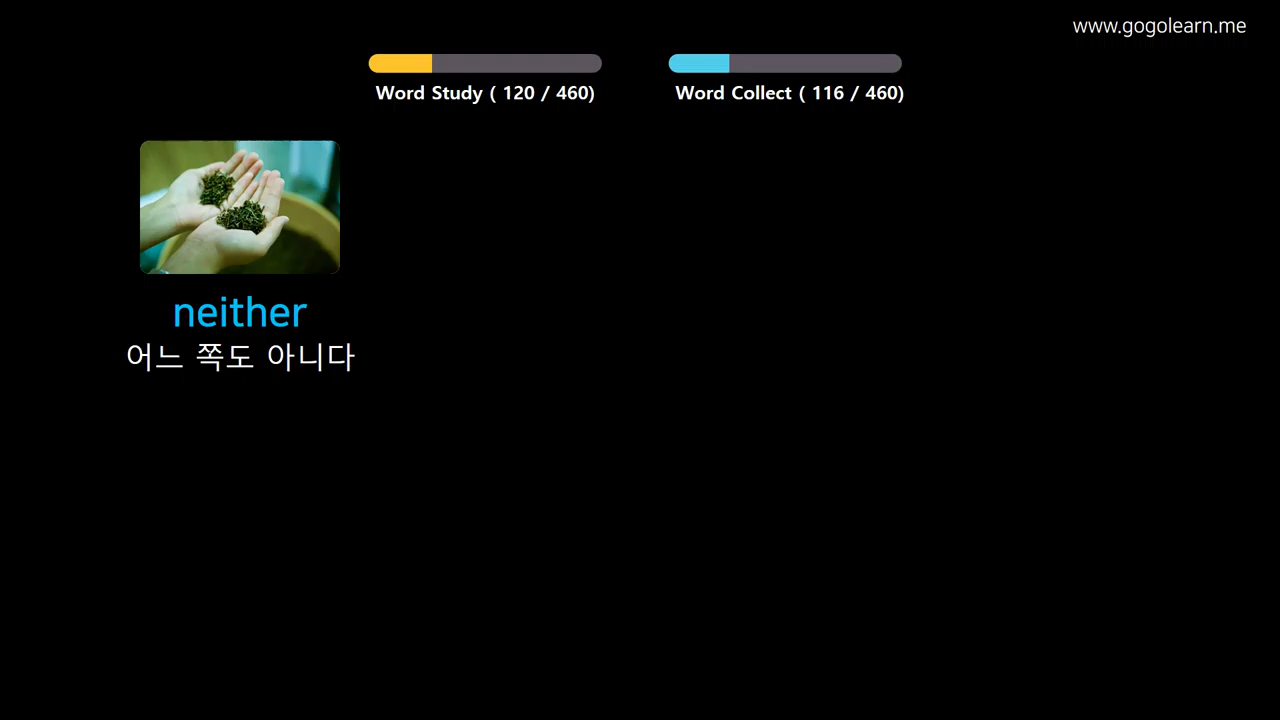 www.gogolearn.me
Word Study ( 120 / 460)
Word Collect ( 116 / 460)
neither
어느 쪽도 아니다